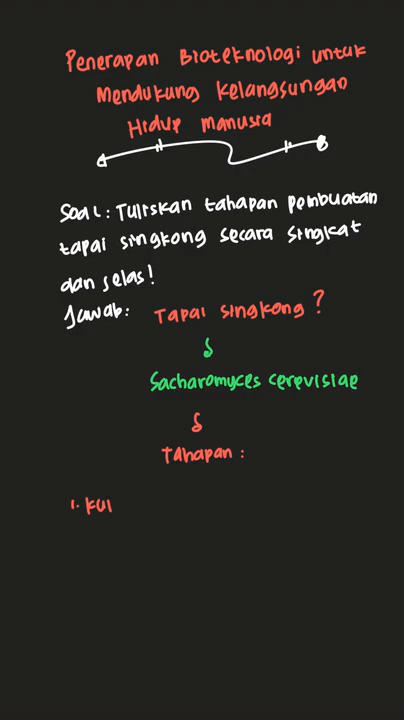 Penerapan Bioteknologi untuk
Mendukung Kelangsungan
Hidup manusia
Soal: Tuliskan tahapan pembuatan
tapai singkong secara singkat
dan jelas!
Jawab: Tapai singkong?
Sacharomyces cerevisiae
Tahapan:
1. kul